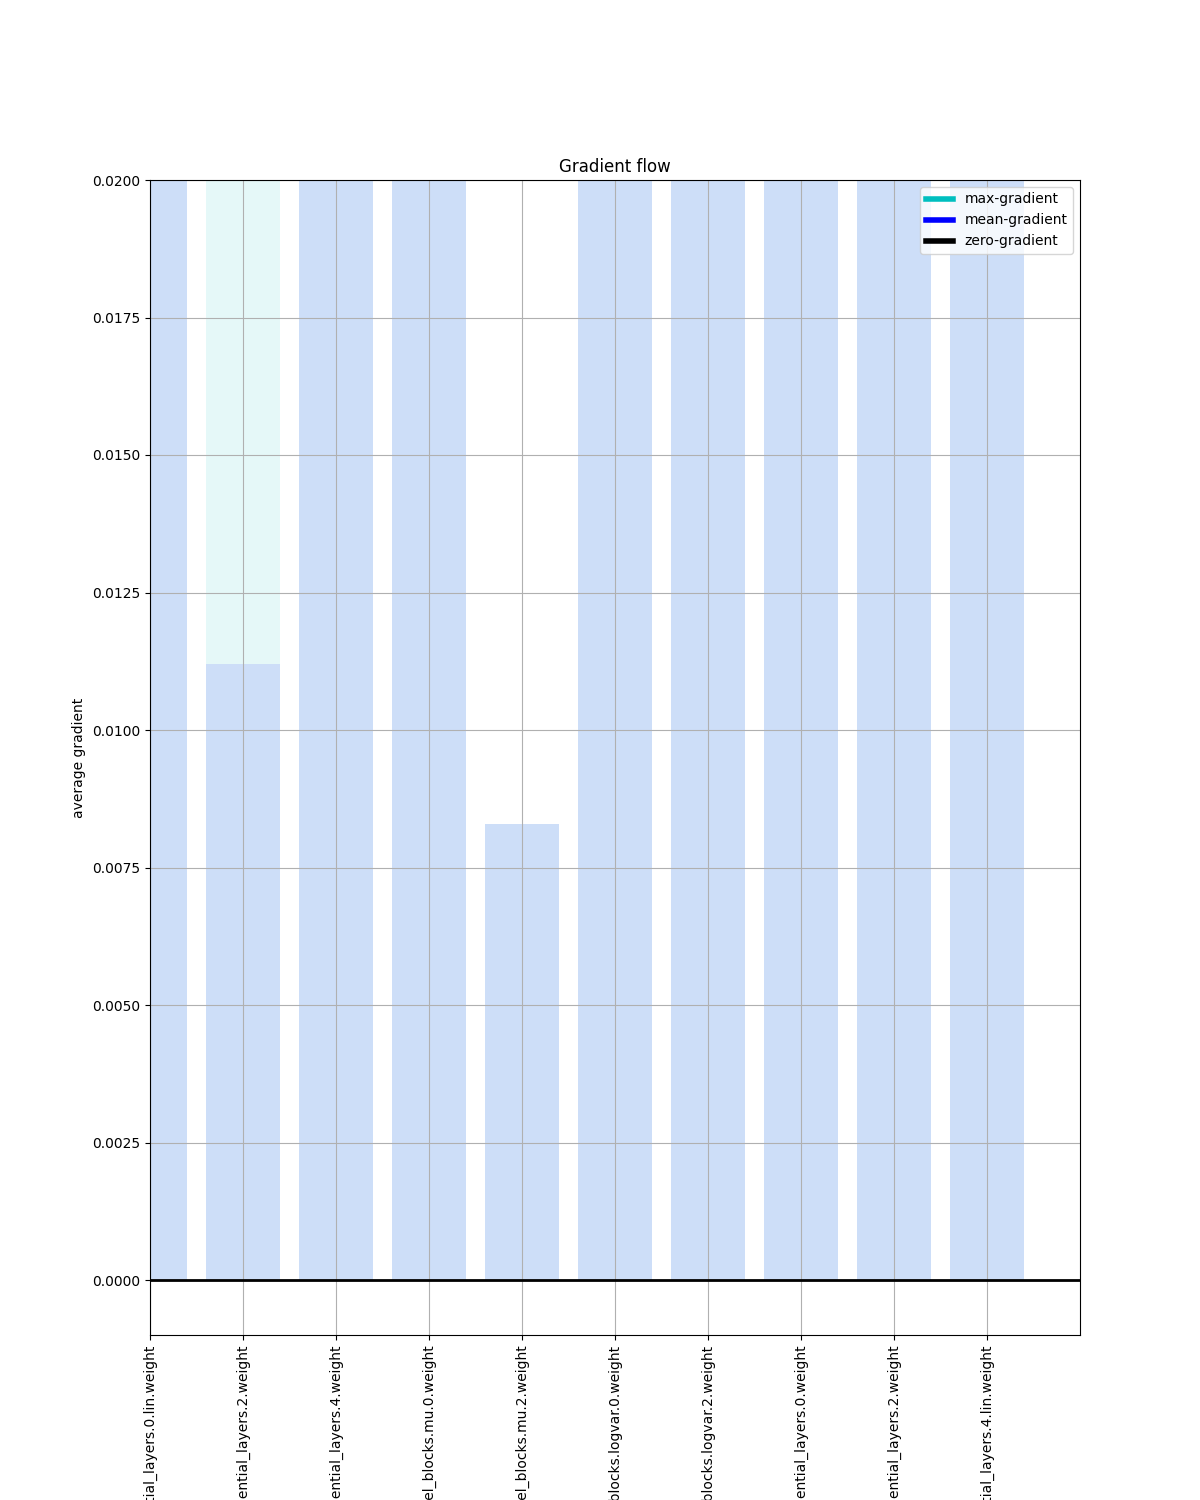 Gradient flow
0.0200
0.0175
0.0150
0.0125
0.0100
0.0075
0.0050
0.0025
0.0000
average gradient
max-gradient
mean-gradient
zero-gradient
tial_layers.0.lin.weight
ential_layers.2.weight
ential_layers.4.weight
el_blocks.mu.0.weight
el_blocks.mu.2.weight
blocks.logvar.0.weight
blocks.logvar.2.weight
ential_layers.0.weight
ential_layers.2.weight
tial_layers.4.lin.weight